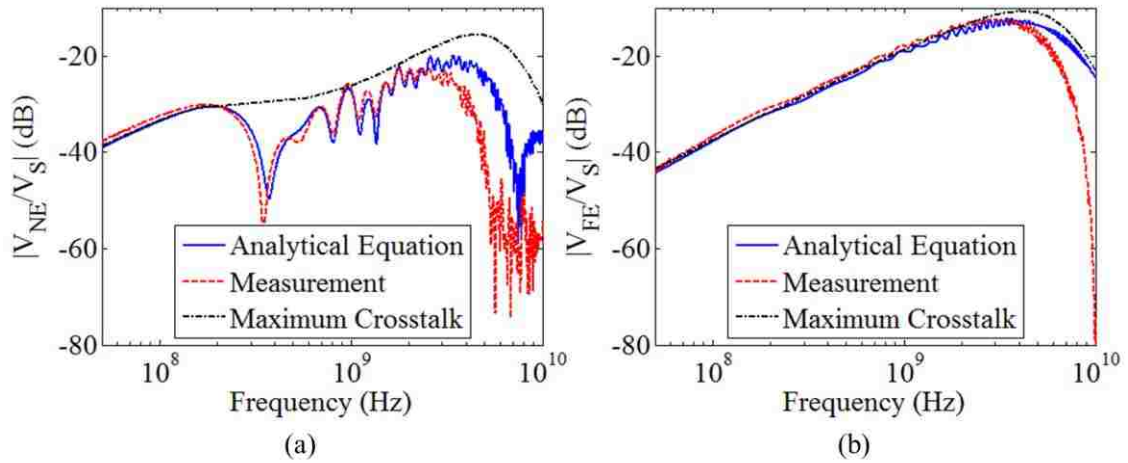 |V_NE/V_S| (dB)
-20
-40
-60
-80
Analytical Equation
Measurement
Maximum Crosstalk
10^8
10^9
10^10
Frequency (Hz)
(a)
|V_FE/V_S| (dB)
-20
-40
-60
-80
Analytical Equation
Measurement
Maximum Crosstalk
10^8
10^9
10^10
Frequency (Hz)
(b)